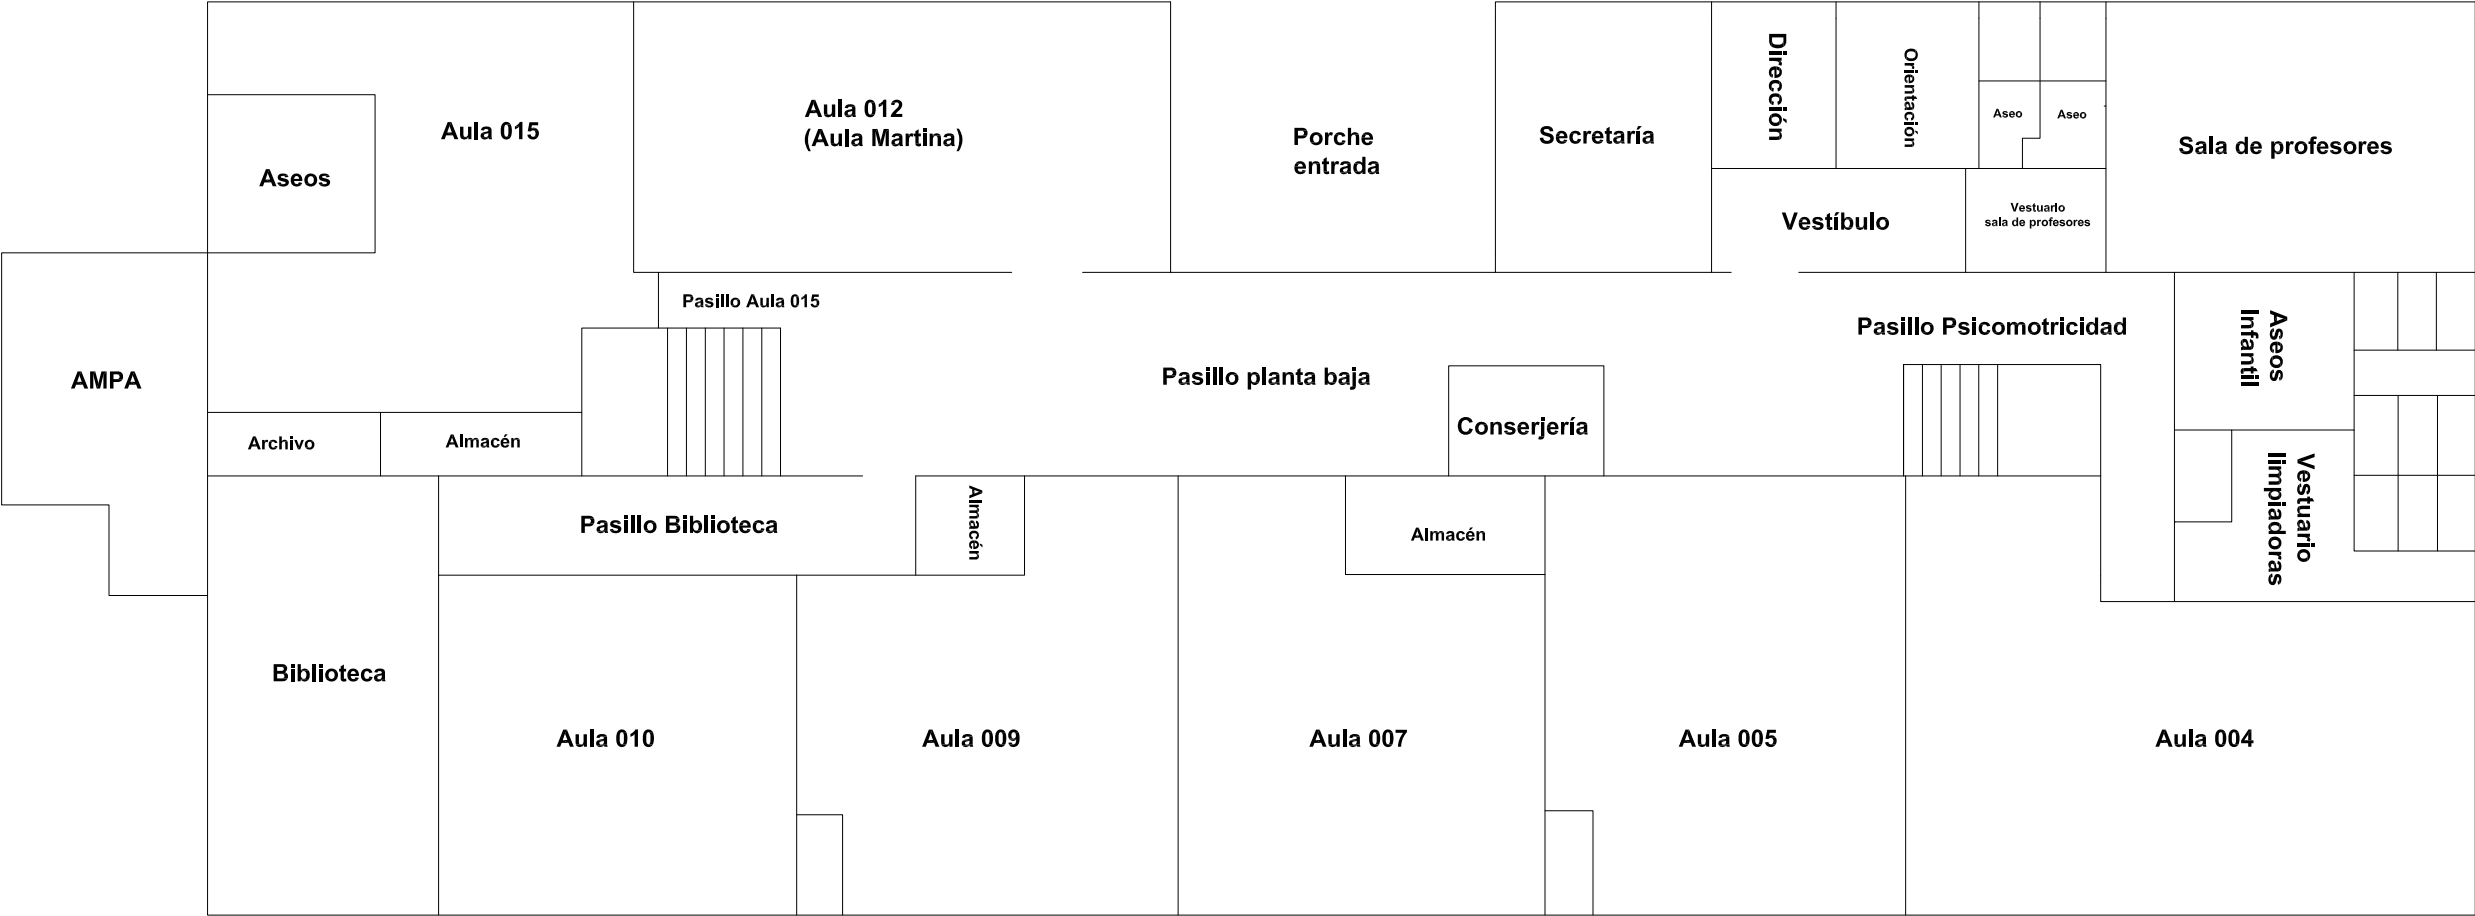 Aula 015
Aseos
Aula 012
(Aula Martina)
Porche
entrada
Secretaría
Dirección
Orientación
Aseo
Aseo
Sala de profesores
Vestíbulo
Vestuario
sala de profesores
Pasillo Aula 015
Pasillo Psicomotricidad
Aseos
Infantil
AMPA
Pasillo planta baja
Conserjería
Archivo
Almacén
Vestuario
limpiadoras
Pasillo Biblioteca
Almacén
Almacén
Biblioteca
Aula 010
Aula 009
Aula 007
Aula 005
Aula 004